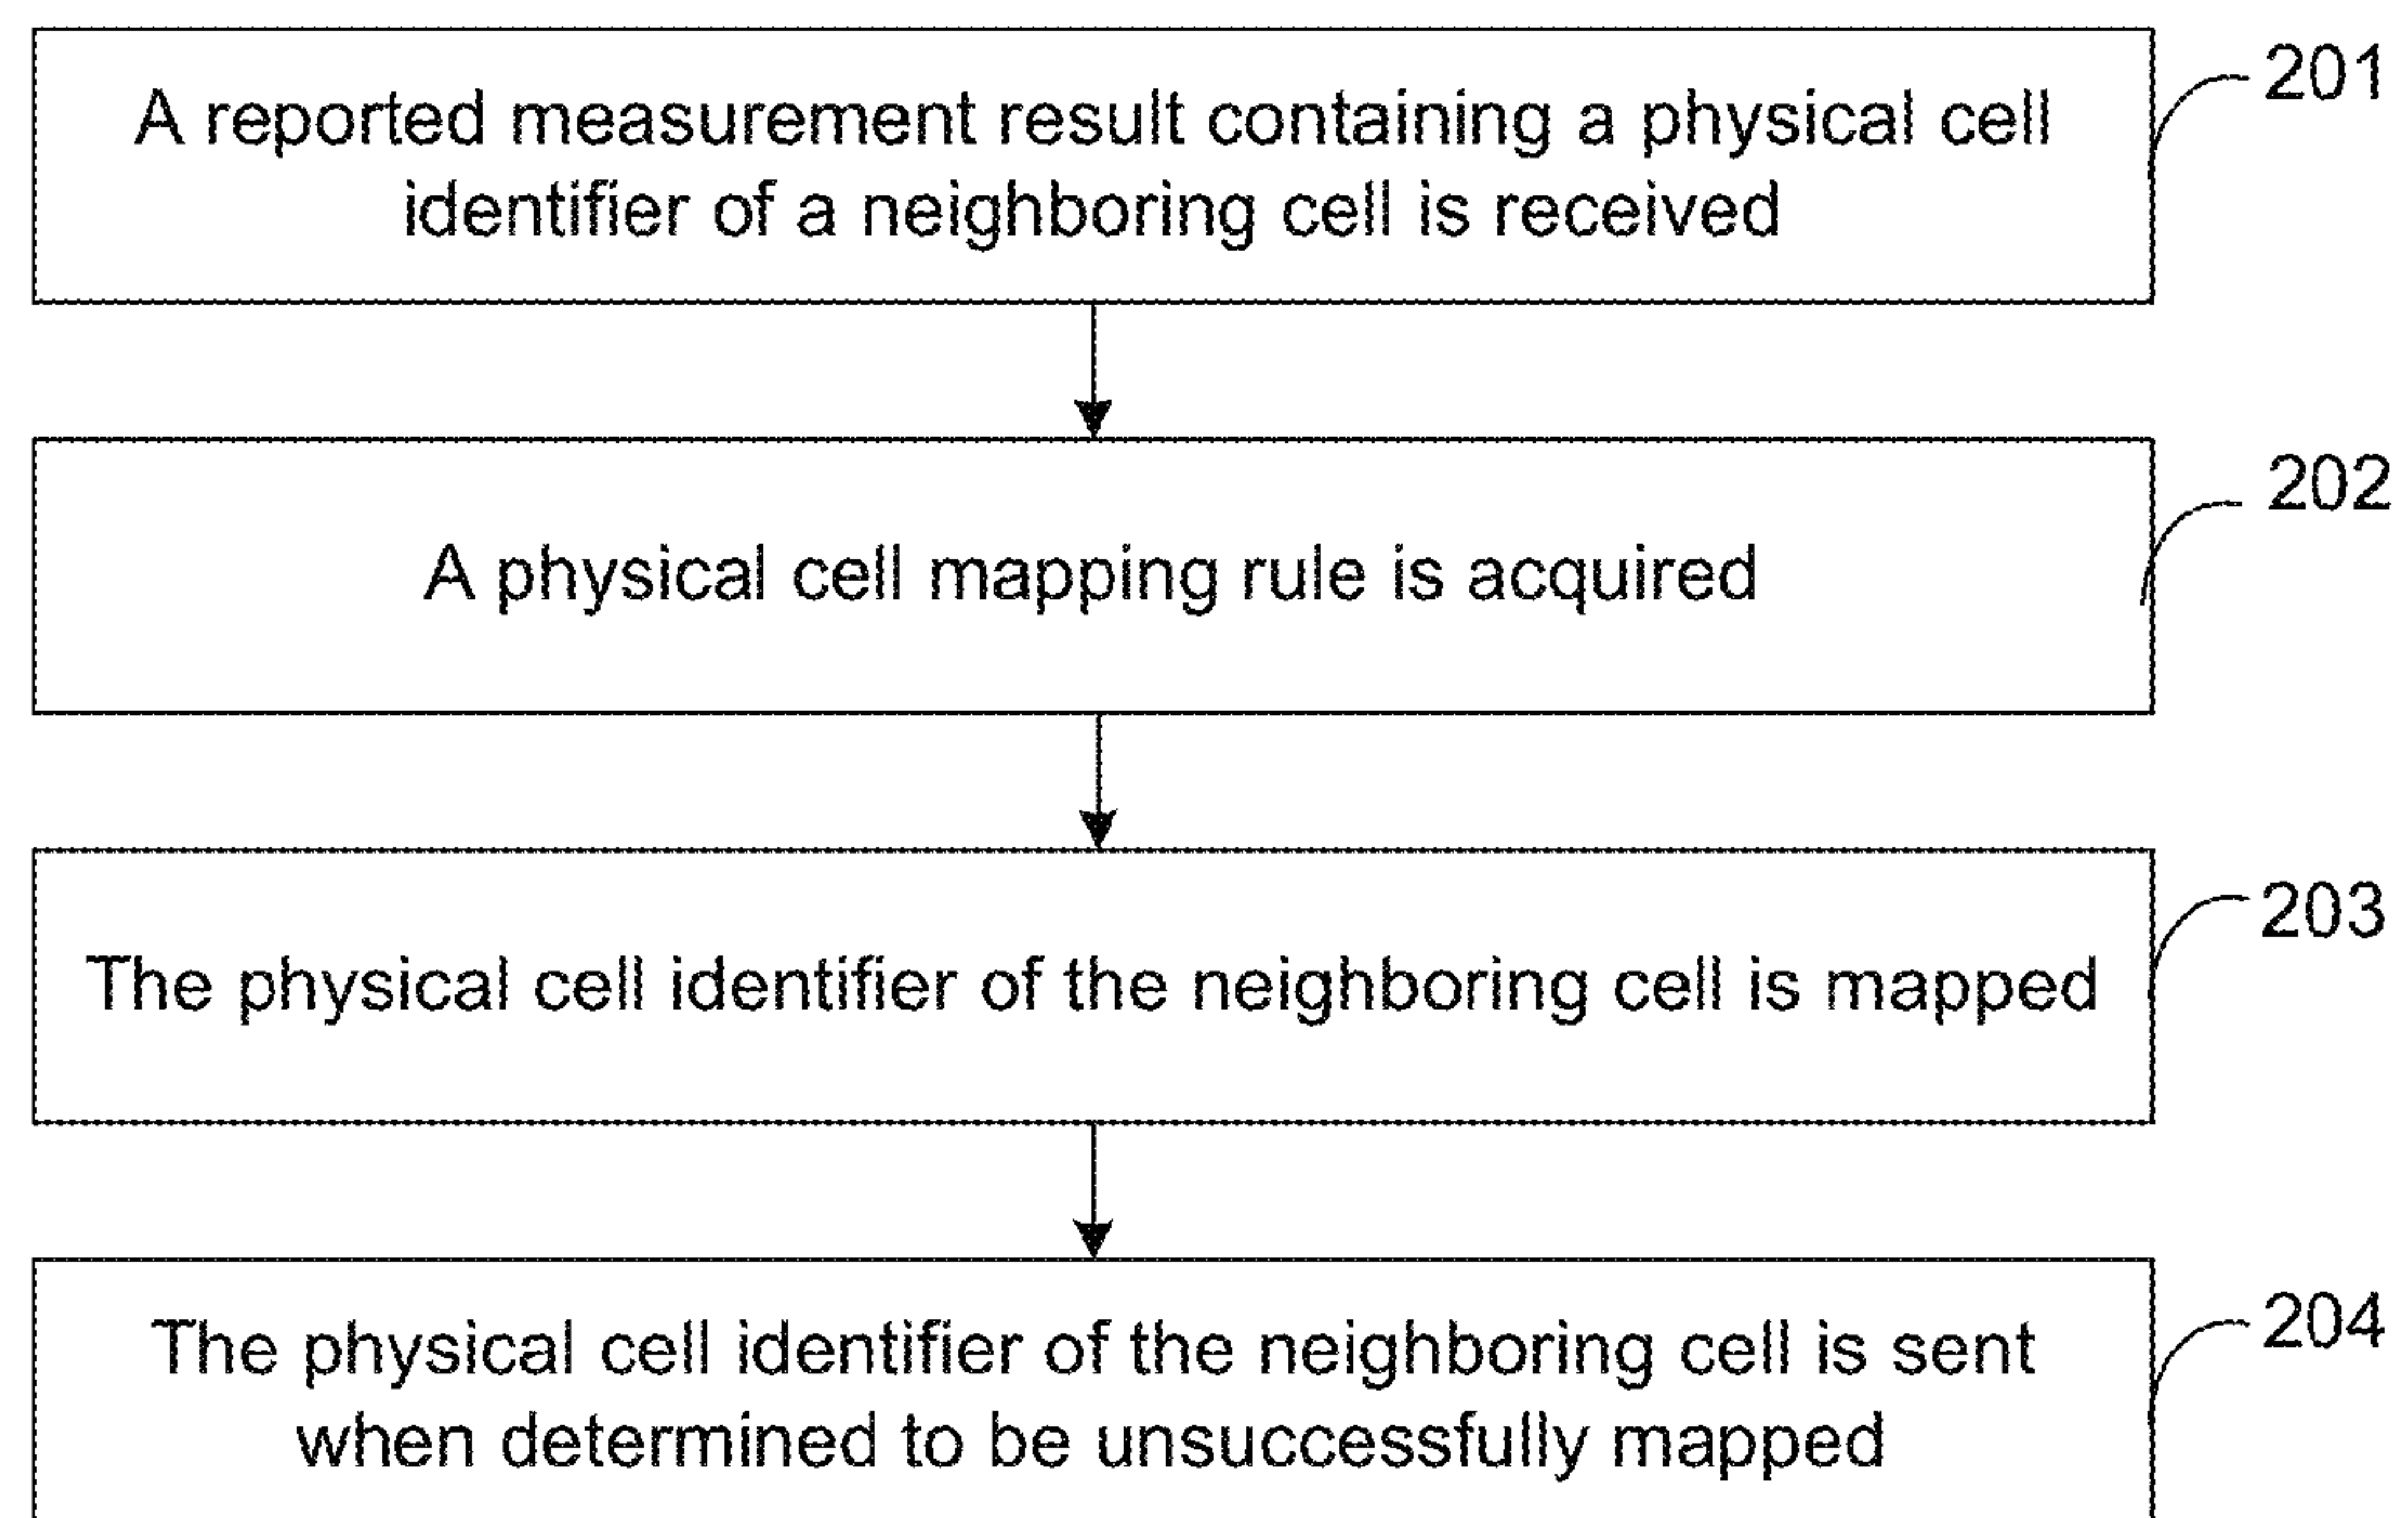 A reported measurement result containing a physical cell
identifier of a neighboring cell is received
201
A physical cell mapping rule is acquired
202
The physical cell identifier of the neighboring cell is mapped
203
The physical cell identifier of the neighboring cell is sent
when determined to be unsuccessfully mapped
204